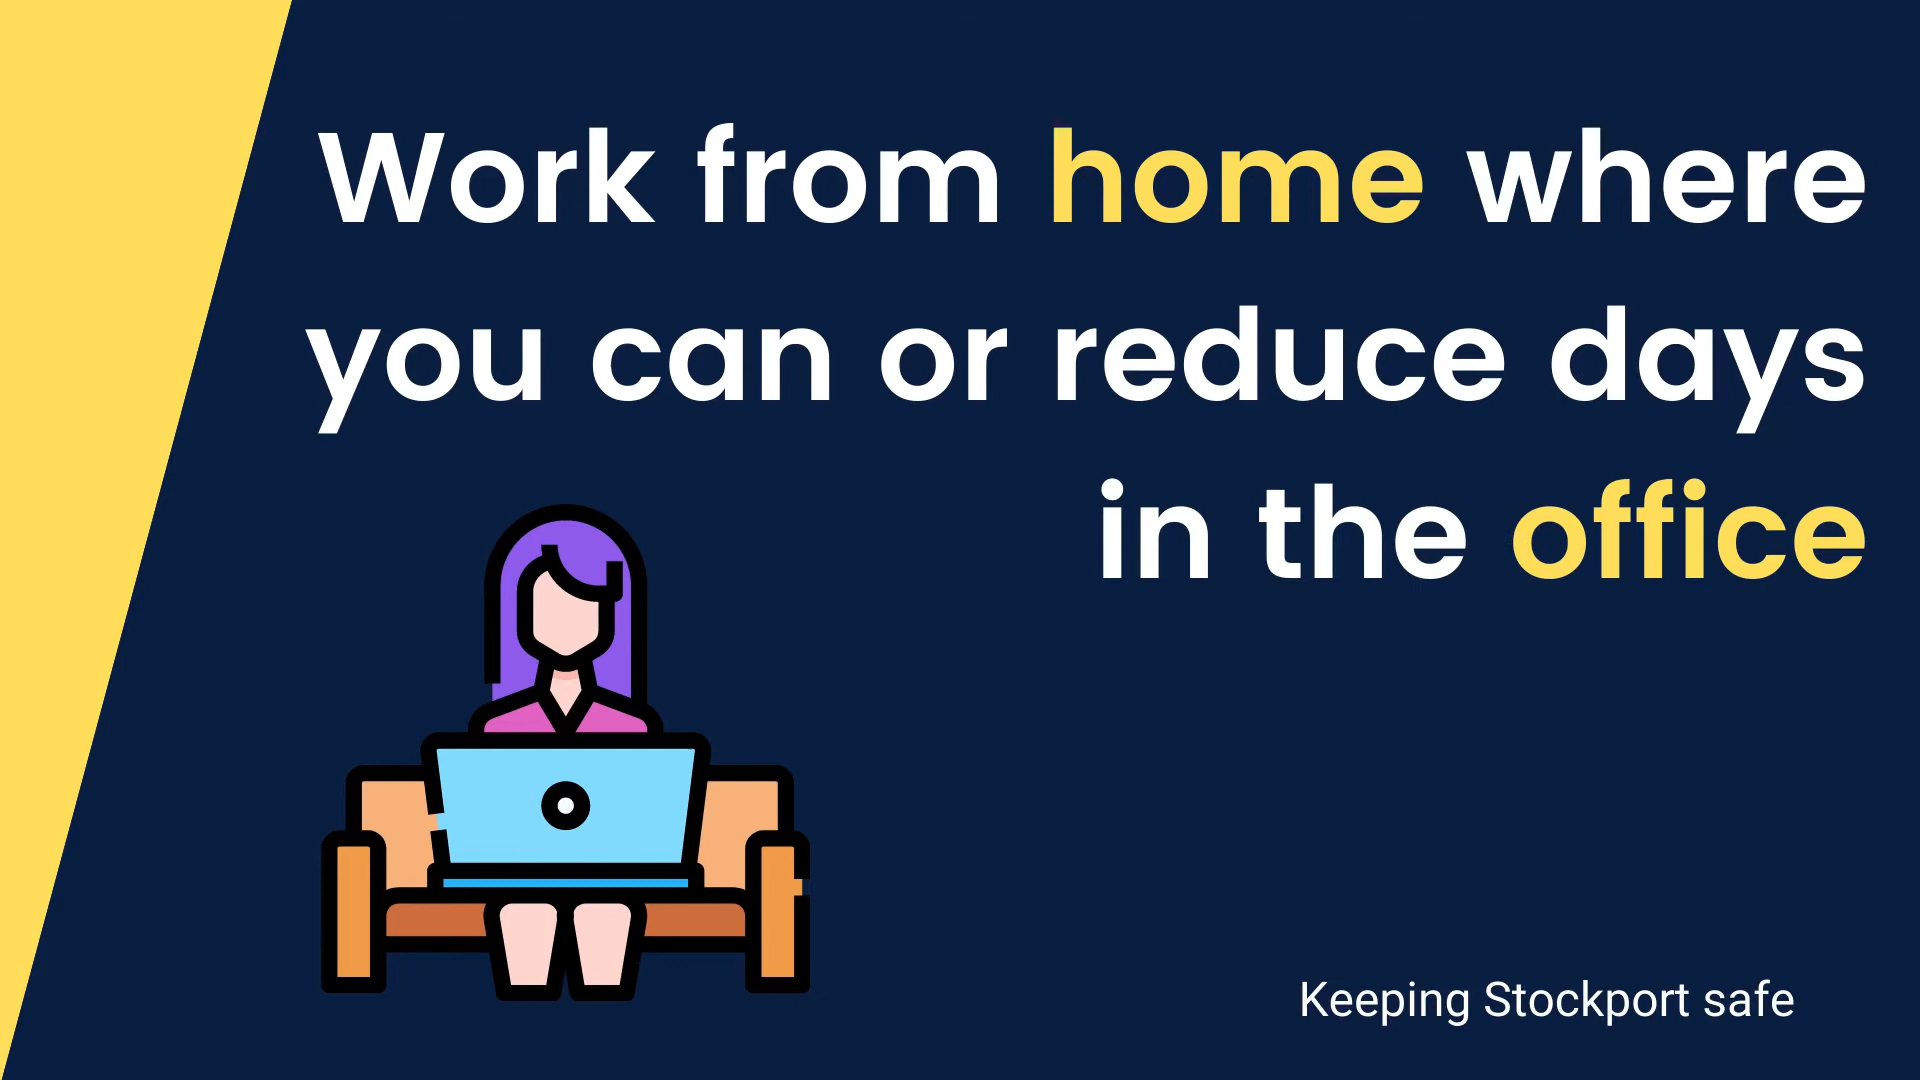 Work from home where
you can or reduce days
in the office
Keeping Stockport safe